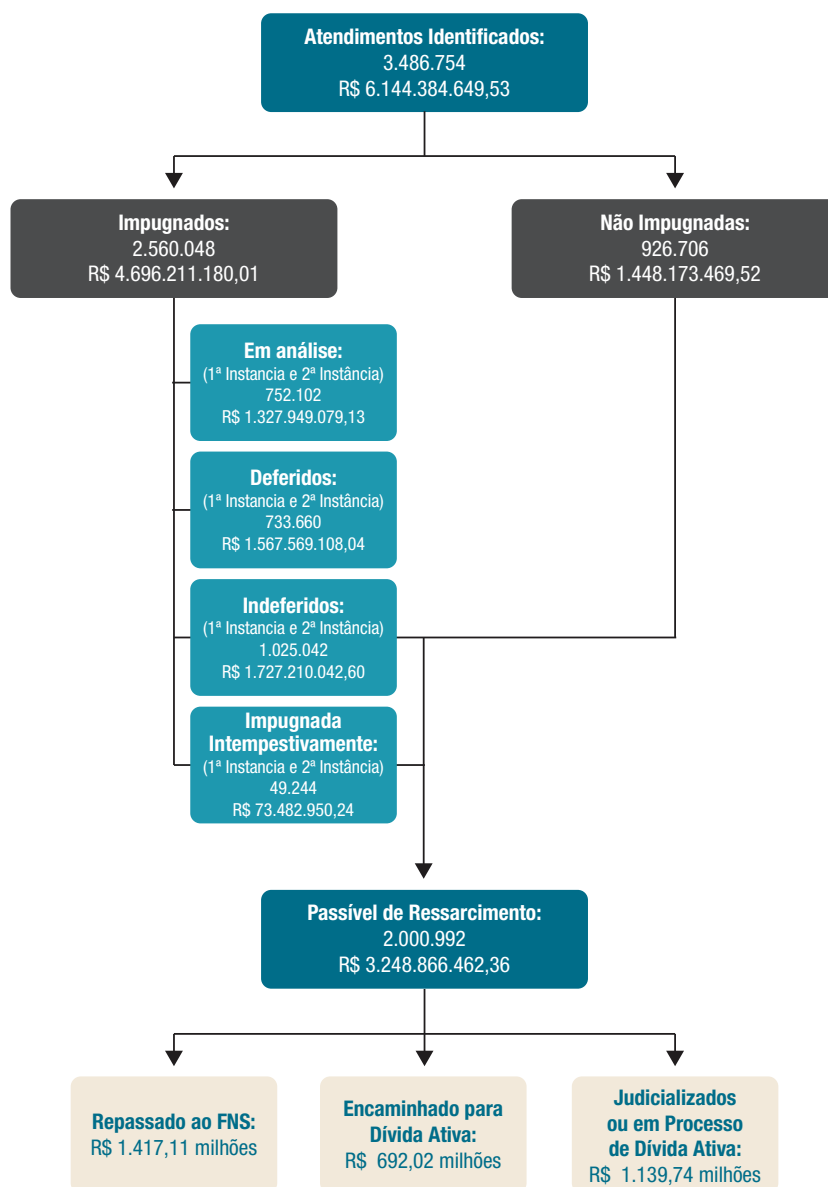 Atendimentos Identificados:
3.486.754
R$ 6.144.384.649,53
Impugnados:
2.560.048
R$ 4.696.211.180,01
Não Impugnadas:
926.706
R$ 1.448.173.469,52
Em análise:
(1ª Instancia e 2ª Instância)
752.102
R$ 1.327.949.079,13
Deferidos:
(1ª Instancia e 2ª Instância)
733.660
R$ 1.567.569.108,04
Indeferidos:
(1ª Instancia e 2ª Instância)
1.025.042
R$ 1.727.210.042,60
Impugnada
Intempestivamente:
(1ª Instancia e 2ª Instância)
49.244
R$ 73.482.950,24
Passível de Ressarcimento:
2.000.992
R$ 3.248.866.462,36
Repassado ao FNS:
R$ 1.417,11 milhões
Encaminhado para
Dívida Ativa:
R$ 692,02 milhões
Judicializados
ou em Processo
de Dívida Ativa:
R$ 1.139,74 milhões